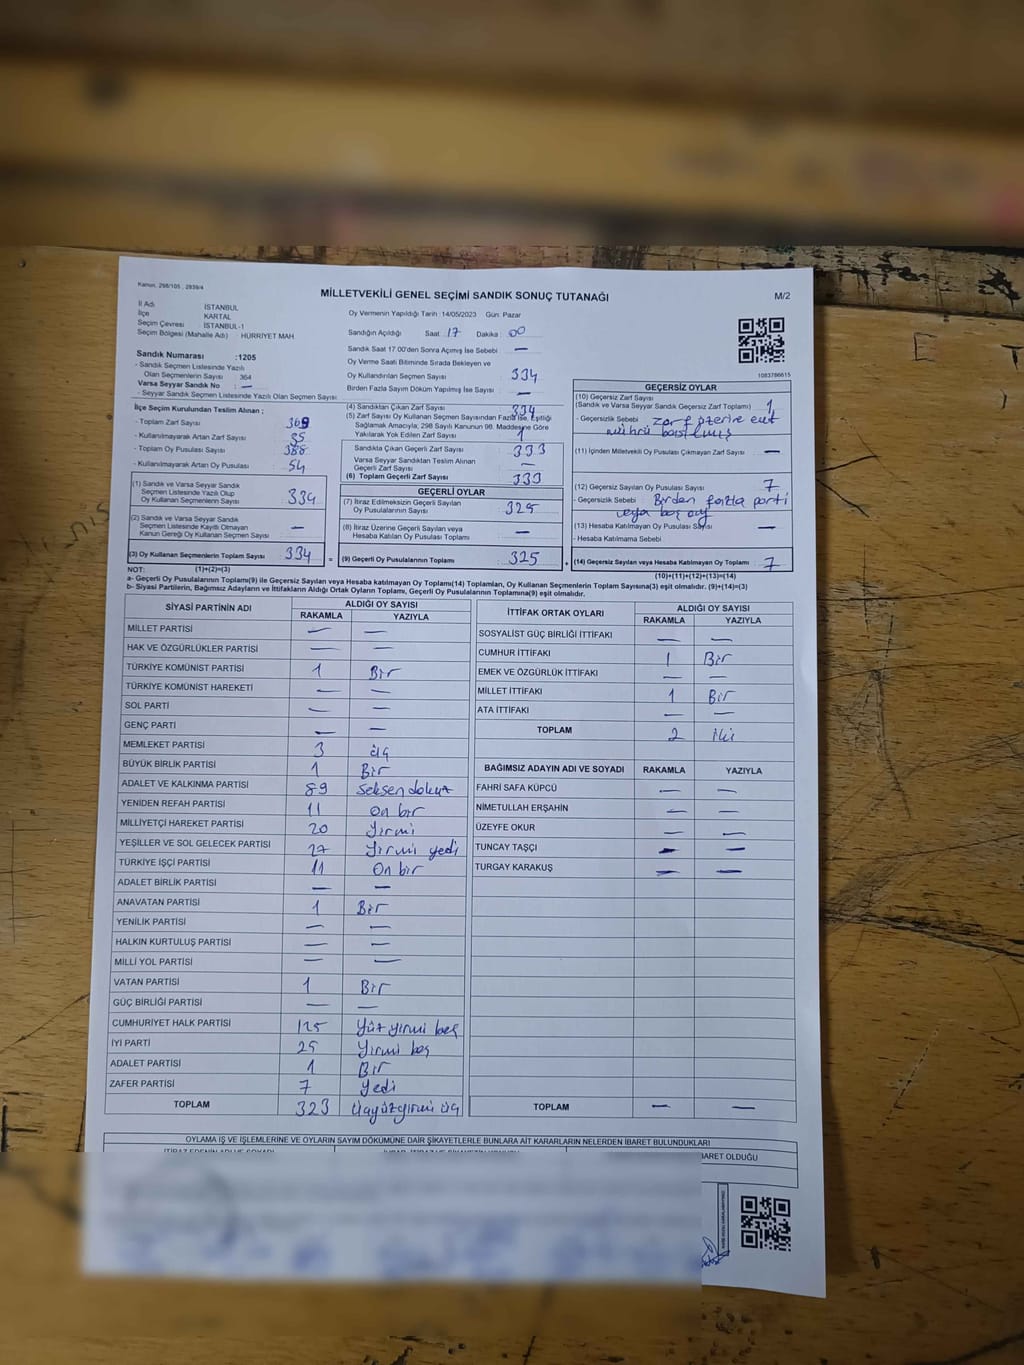 Kanun, 298/105 , 2839/4
MİLLETVEKİLİ GENEL SEÇİMİ SANDIK SONUÇ TUTANAĞI
M/2
İl Adı İSTANBUL
İlçe KARTAL
Seçim Çevresi İSTANBUL-1
Seçim Bölgesi (Mahalle Adı) HÜRRİYET MAH
Oy Vermenin Yapıldığı Tarih :14/05/2023 Gün: Pazar
Sandığın Açıldığı Saat 17 Dakika : 00
Sandık Saat 17 00'den Sonra Açımış İse Sebebi —
Oy Verme Saati Bitiminde Sırada Bekleyen ve
Oy Kullandırılan Seçmen Sayısı 334
Birden Fazla Sayım Döküm Yapılmış İse Sayısı —
1083786615
Sandık Numarası :1205
- Sandık Seçmen Listesinde Yazılı
Olan Seçmenlerin Sayısı 364
Varsa Seyyar Sandık No : —
- Seyyar Sandık Seçmen Listesinde Yazılı Olan Seçmen Sayısı
İlçe Seçim Kurulundan Teslim Alınan ;
- Toplam Zarf Sayısı 369
- Kullanılmayarak Artan Zarf Sayısı 35
- Toplam Oy Pusulası Sayısı 388
- Kullanılmayarak Artan Oy Pusulası 54
(1) Sandık ve Varsa Seyyar Sandık
Seçmen Listesinde Yazılı Olup
Oy Kullanan Seçmenlerin Sayısı 334
(2) Sandık ve Varsa Seyyar Sandık
Seçmen Listesinde Kayıtlı Olmayan
Kanun Gereği Oy Kullanan Seçmen Sayısı —
(3) Oy Kullanan Seçmenlerin Toplam Sayısı 334 =
(4) Sandıktan Çıkan Zarf Sayısı 334
(5) Zarf Sayısı Oy Kullanan Seçmen Sayısından Fazla ise, Eşitliği
Sağlamak Amacıyla, 298 Sayılı Kanunun 98. Maddesine Göre
Yakılarak Yok Edilen Zarf Sayısı 1
Sandıkta Çıkan Geçerli Zarf Sayısı 333
Varsa Seyyar Sandıktan Teslim Alınan
Geçerli Zarf Sayısı —
(6) Toplam Geçerli Zarf Sayısı 333
GEÇERLİ OYLAR
(7) İtiraz Edilmeksizin Geçerli Sayılan
Oy Pusulalarının Sayısı 325
(8) İtiraz Üzerine Geçerli Sayılan veya
Hesaba Katılan Oy Pusulaları Toplamı —
(9) Geçerli Oy Pusulalarının Toplamı 325 +
GEÇERSİZ OYLAR
(10) Geçersiz Zarf Sayısı
(Sandık ve Varsa Seyyar Sandık Geçersiz Zarf Toplamı) 1
- Geçersizlik Sebebi zarf üzerine evet
mührü basılmış
(11) İçinden Milletvekili Oy Pusulası Çıkmayan Zarf Sayısı —
(12) Geçersiz Sayılan Oy Pusulası Sayısı 7
- Geçersizlik Sebebi Birden fazla parti
veya boş oy
(13) Hesaba Katılmayan Oy Pusulası Sayısı —
- Hesaba Katılmama Sebebi
(14) Geçersiz Sayılan veya Hesaba Katılmayan Oy Toplamı 7
NOT: (1)+(2)=(3) (10)+(11)+(12)+(13)=(14)
a- Geçerli Oy Pusulalarının Toplamı(9) ile Geçersiz Sayılan veya Hesaba katılmayan Oy Toplamı(14) Toplamları, Oy Kullanan Seçmenlerin Toplam Sayısına(3) eşit olmalıdır. (9)+(14)=(3)
b- Siyasi Partilerin, Bağımsız Adayların ve İttifakların Aldığı Ortak Oyların Toplamı, Geçerli Oy Pusulalarının Toplamına(9) eşit olmalıdır.
SİYASİ PARTİNİN ADI ALDIĞI OY SAYISI
RAKAMLA YAZIYLA
MİLLET PARTİSİ — —
HAK VE ÖZGÜRLÜKLER PARTİSİ — —
TÜRKİYE KOMÜNİST PARTİSİ 1 Bir
TÜRKİYE KOMÜNİST HAREKETİ — —
SOL PARTİ — —
GENÇ PARTİ — —
MEMLEKET PARTİSİ 3 üç
BÜYÜK BİRLİK PARTİSİ 1 Bir
ADALET VE KALKINMA PARTİSİ 89 Seksen dokuz
YENİDEN REFAH PARTİSİ 11 On bir
MİLLİYETÇİ HAREKET PARTİSİ 20 Yirmi
YEŞİLLER VE SOL GELECEK PARTİSİ 27 Yirmi yedi
TÜRKİYE İŞÇİ PARTİSİ 11 On bir
ADALET BİRLİK PARTİSİ — —
ANAVATAN PARTİSİ 1 Bir
YENİLİK PARTİSİ — —
HALKIN KURTULUŞ PARTİSİ — —
MİLLİ YOL PARTİSİ — —
VATAN PARTİSİ 1 Bir
GÜÇ BİRLİĞİ PARTİSİ — —
CUMHURİYET HALK PARTİSİ 125 Yüz yirmi beş
İYİ PARTİ 25 Yirmi beş
ADALET PARTİSİ 1 Bir
ZAFER PARTİSİ 7 Yedi
TOPLAM 323 Üçyüzyirmi üç
İTTİFAK ORTAK OYLARI ALDIĞI OY SAYISI
RAKAMLA YAZIYLA
SOSYALİST GÜÇ BİRLİĞİ İTTİFAKI — —
CUMHUR İTTİFAKI 1 Bir
EMEK VE ÖZGÜRLÜK İTTİFAKI — —
MİLLET İTTİFAKI 1 Bir
ATA İTTİFAKI — —
TOPLAM 2 iki
BAĞIMSIZ ADAYIN ADI VE SOYADI RAKAMLA YAZIYLA
FAHRİ SAFA KÜPCÜ — —
NİMETULLAH ERŞAHİN — —
ÜZEYFE OKUR — —
TUNCAY TAŞÇI — —
TURGAY KARAKUŞ — —
TOPLAM — —
OYLAMA İŞ VE İŞLEMLERİNE VE OYLARIN SAYIM DÖKÜMÜNE DAİR ŞİKAYETLERLE BUNLARA AİT KARARLARIN NELERDEN İBARET BULUNDUKLARI
İTİRAZ EDENİN ADI VE SOYADI
BARET OLDUĞU